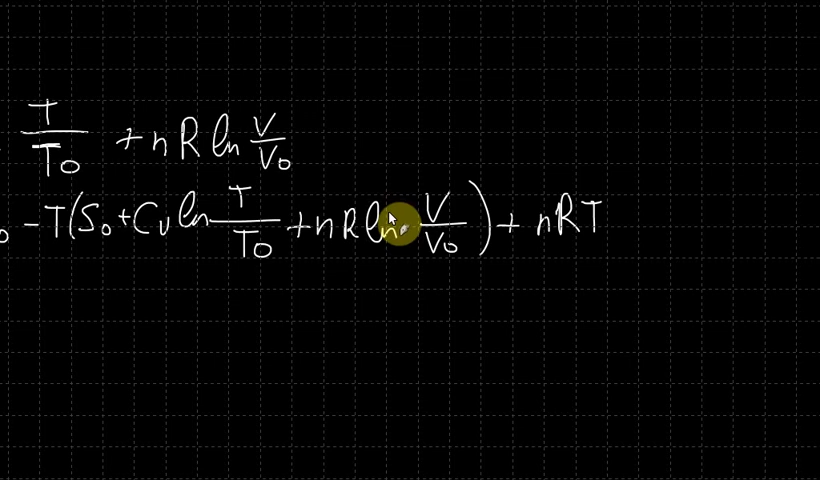 T/T₀ + nR ln V/V₀
₀ - T(S₀ + Cᵥ ln T/T₀ + nR ln V/V₀) + nRT